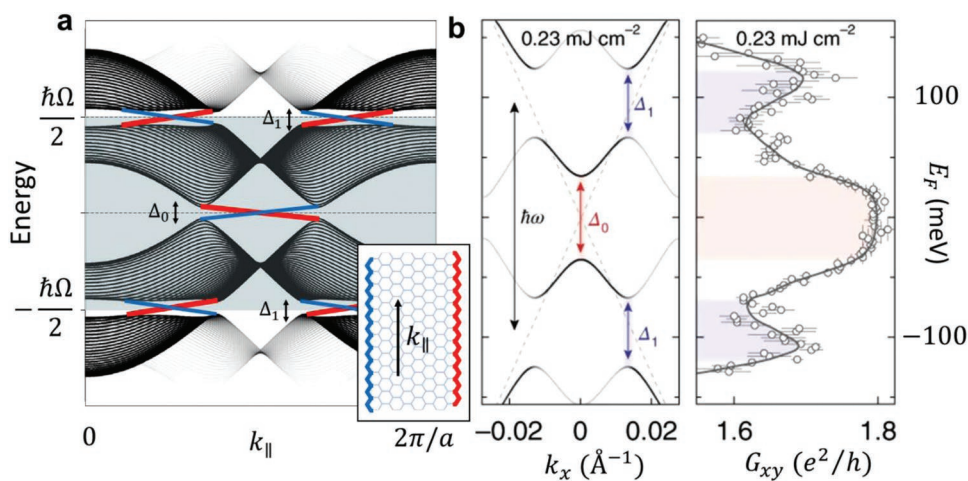 a
ħΩ
2
Energy
Δ₁
Δ₀
−ħΩ
2
Δ₁
k∥
0
k∥
2π/a
b
0.23 mJ cm⁻²
Δ₁
ħω
Δ₀
Δ₁
−0.02
0
0.02
kₓ (Å⁻¹)
0.23 mJ cm⁻²
100
E_F (meV)
−100
1.6
1.8
G_xy (e²/h)